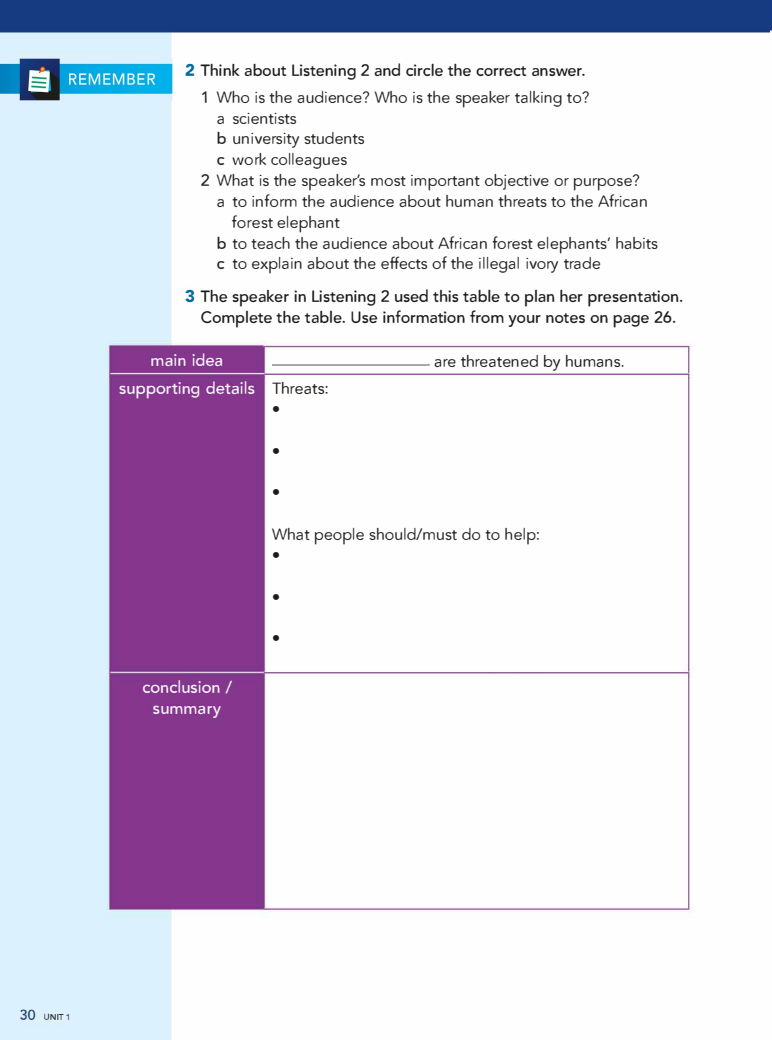 REMEMBER
2 Think about Listening 2 and circle the correct answer.
1 Who is the audience? Who is the speaker talking to?
a scientists
b university students
c work colleagues
2 What is the speaker's most important objective or purpose?
a to inform the audience about human threats to the African
forest elephant
b to teach the audience about African forest elephants' habits
c to explain about the effects of the illegal ivory trade
3 The speaker in Listening 2 used this table to plan her presentation.
Complete the table. Use information from your notes on page 26.
main idea ____________________ are threatened by humans.
supporting details Threats:
•
•
•
What people should/must do to help:
•
•
•
conclusion /
summary
30 UNIT 1